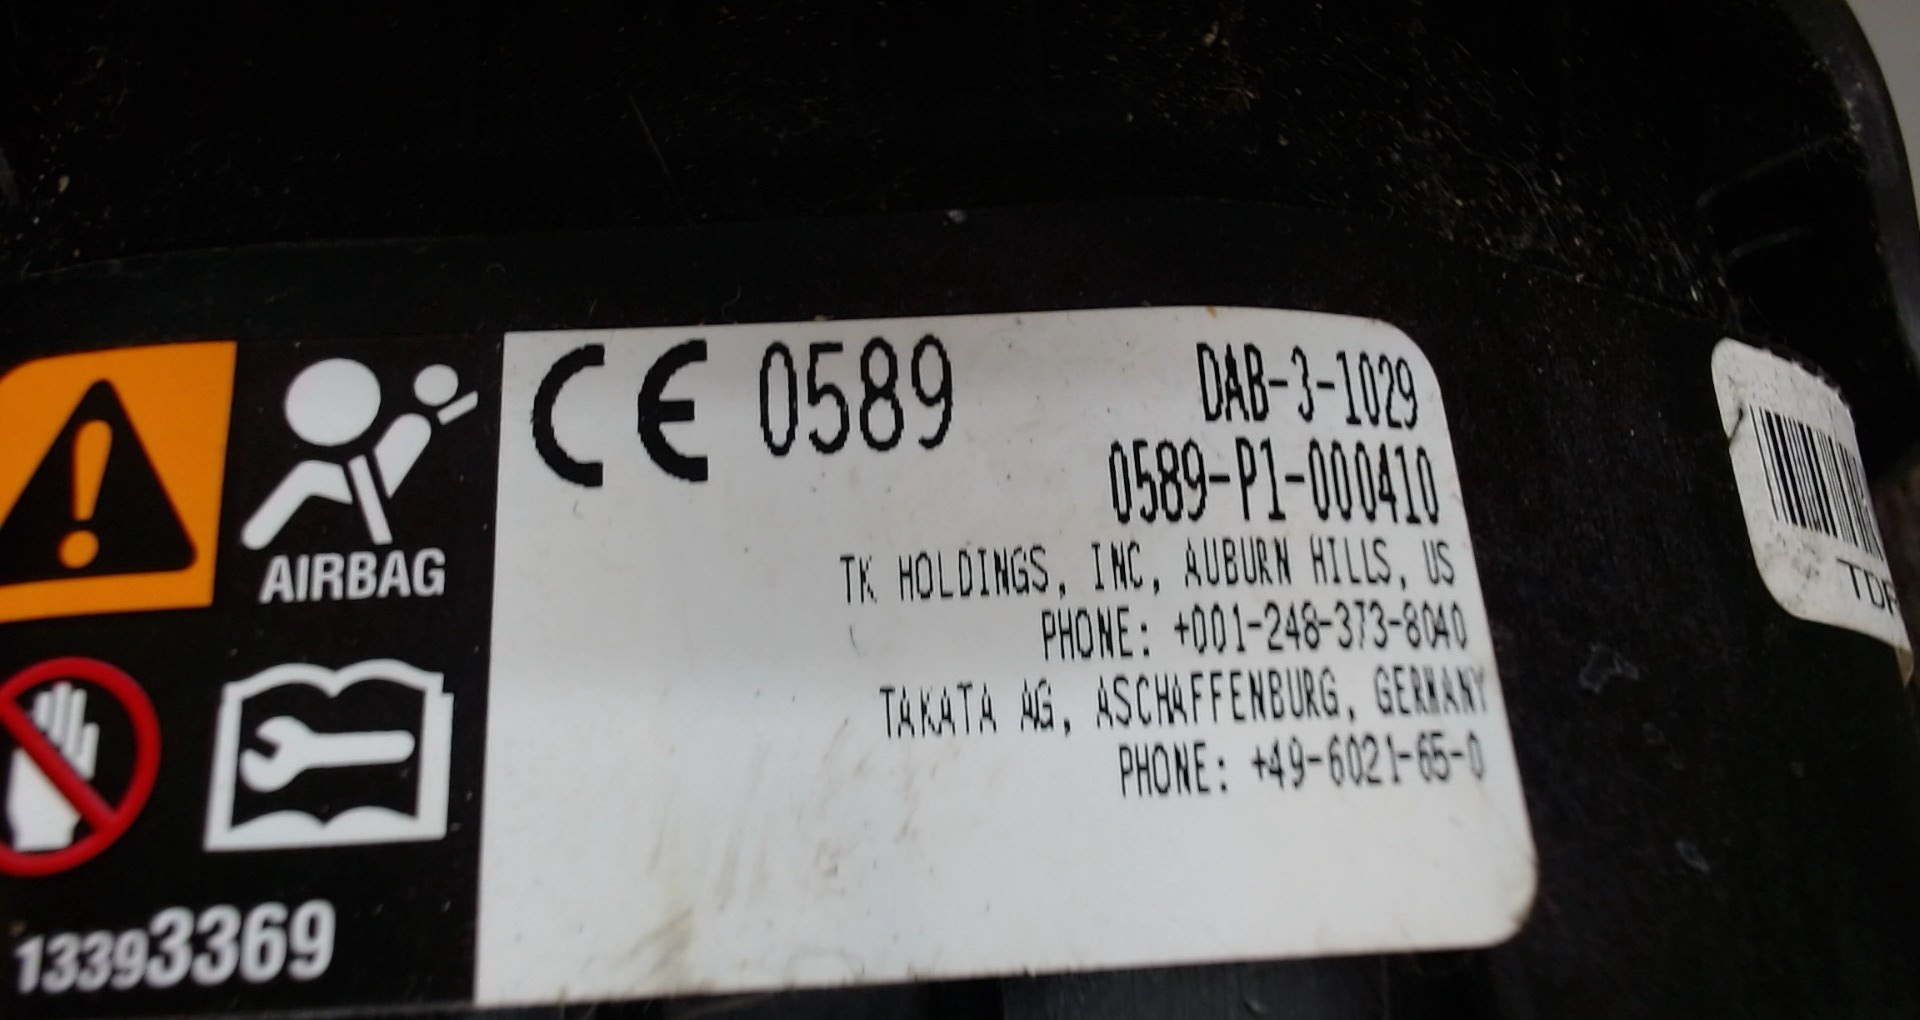 CE 0589
DAB-3-1029
0589-P1-000410
TK HOLDINGS, INC, AUBURN HILLS, US
PHONE: +001-248-373-8040
TAKATA AG, ASCHAFFENBURG, GERMANY
PHONE: +49-6021-65-0
AIRBAG
13393369